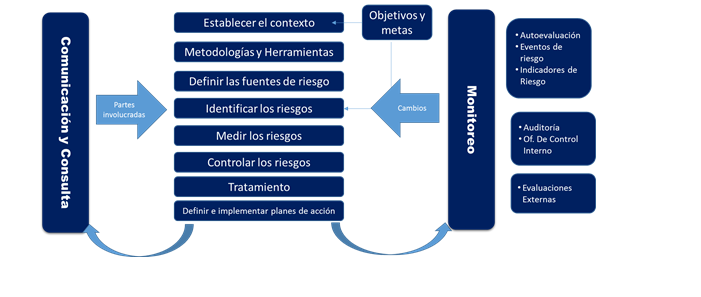 Comunicación y Consulta
Partes
involucradas
Establecer el contexto
Metodologías y Herramientas
Definir las fuentes de riesgo
Identificar los riesgos
Medir los riesgos
Controlar los riesgos
Tratamiento
Definir e implementar planes de acción
Objetivos y
metas
Cambios
Monitoreo
• Autoevaluación
• Eventos de
riesgo
• Indicadores de
Riesgo
• Auditoría
• Of. De Control
Interno
• Evaluaciones
Externas